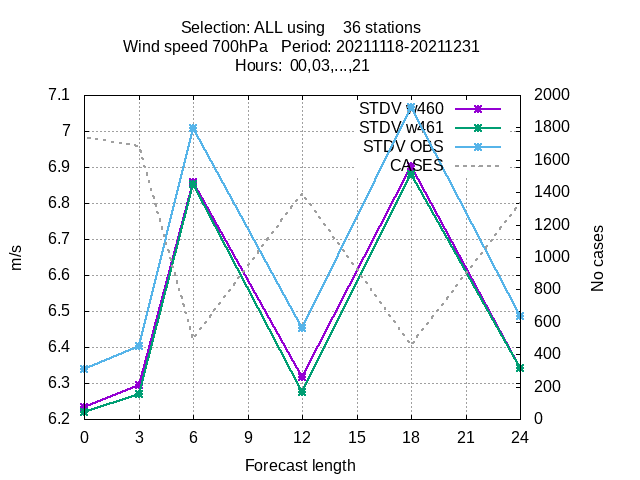 Selection: ALL using 36 stations
Wind speed 700hPa Period: 20211118-20211231
Hours: 00,03,...,21
7.1
7
6.9
6.8
6.7
6.6
6.5
6.4
6.3
6.2
m/s
STDV w460
STDV w461
STDV OBS
CASES
2000
1800
1600
1400
1200
1000
800
600
400
200
0
No cases
0 3 6 9 12 15 18 21 24
Forecast length